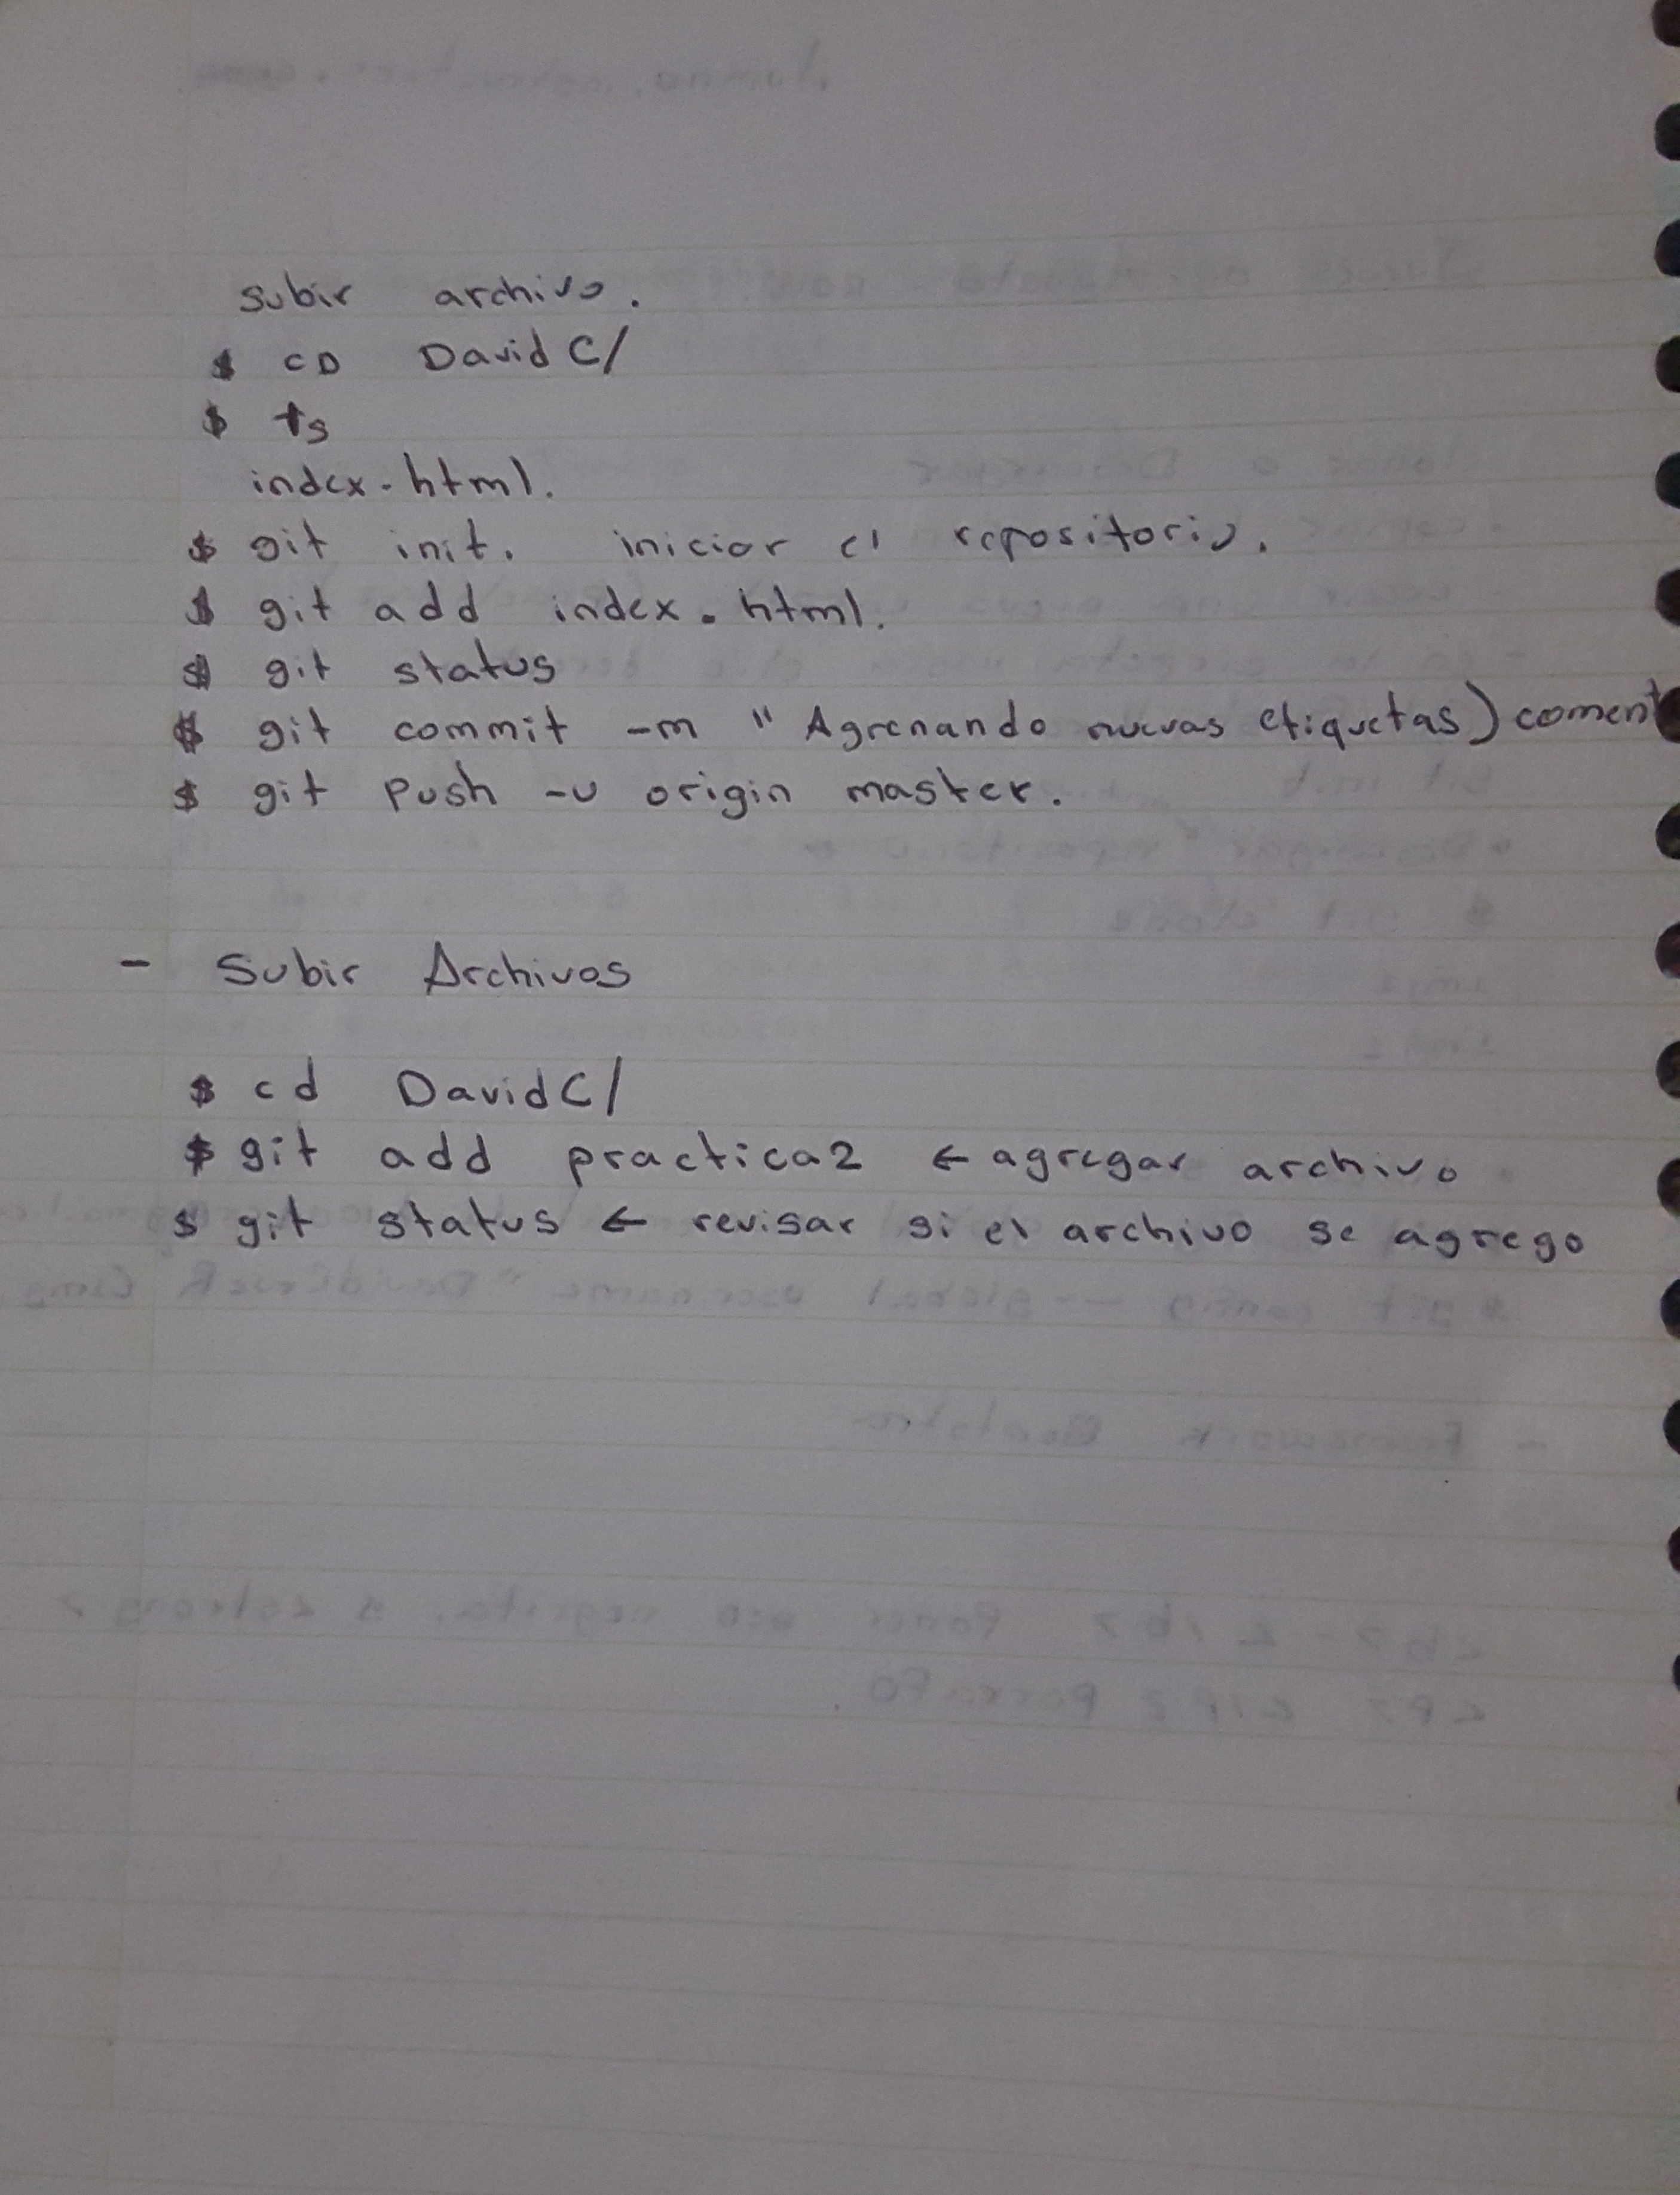 subir archivo.
$ CD DavidC/
$ ts
index.html.
$ git init. iniciar el repositorio.
$ git add index.html.
$ git status
$ git commit -m "Agrenando nuevas etiquetas) coment
$ git push -u origin master.
- Subir Archivos
$ cd DavidC/
$ git add practica2 ← agregar archivo
$ git status ← revisar si el archivo se agrego